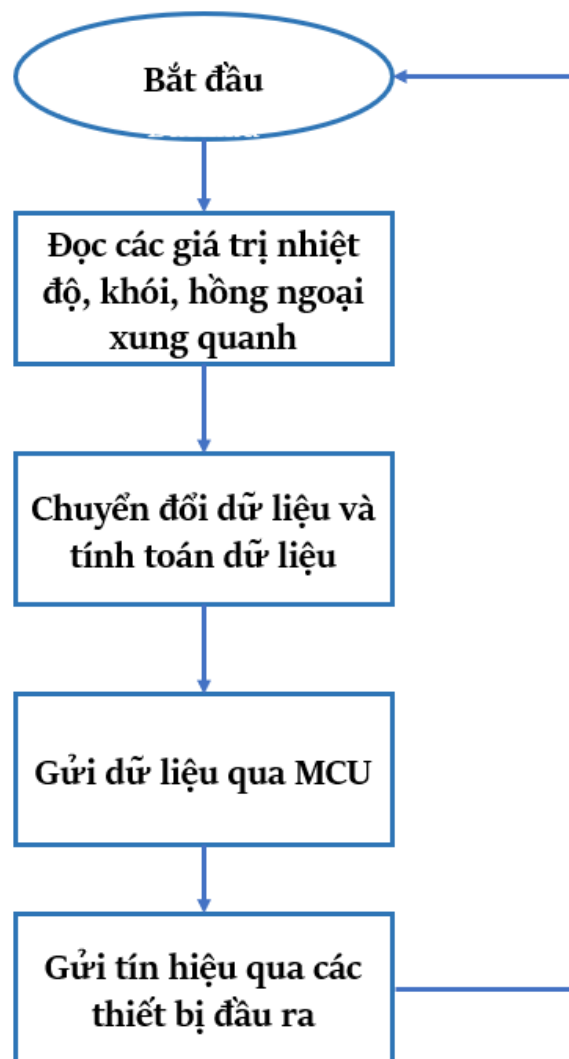 Bắt đầu
Đọc các giá trị nhiệt
độ, khói, hồng ngoại
xung quanh
Chuyển đổi dữ liệu và
tính toán dữ liệu
Gửi dữ liệu qua MCU
Gửi tín hiệu qua các
thiết bị đầu ra